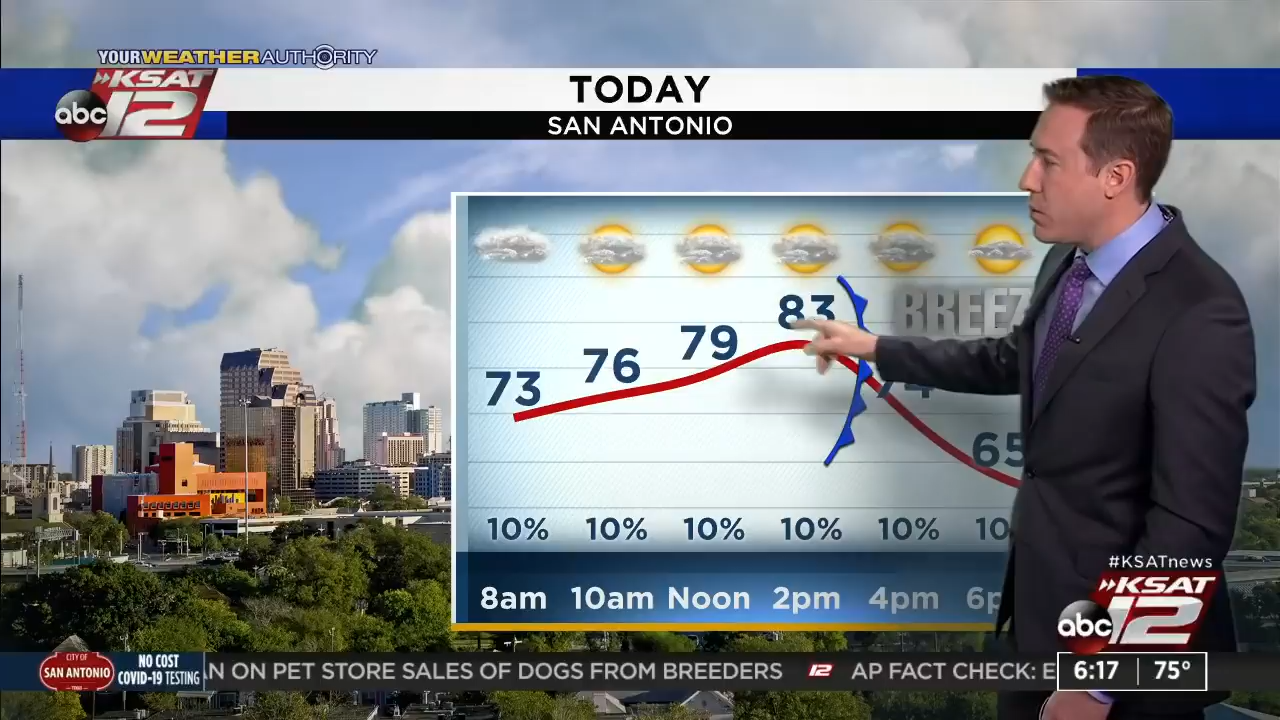 YOURWEATHERAUTHORITY
KSAT
abc 12
TODAY
SAN ANTONIO
83
79
76
73
65
10% 10% 10% 10% 10% 10
8am 10am Noon 2pm 4pm
#KSATnews
KSAT
abc 12
CITY OF
SAN ANTONIO
NO COST
COVID-19 TESTING
ON PET STORE SALES OF DOGS FROM BREEDERS 12 AP FACT CHECK:
6:17 75°